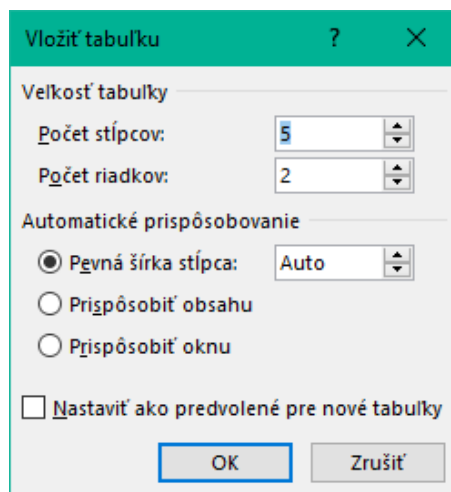 Vložiť tabuľku ? ×
Veľkosť tabuľky
Počet stĺpcov: 5
Počet riadkov: 2
Automatické prispôsobovanie
Pevná šírka stĺpca: Auto
Prispôsobiť obsahu
Prispôsobiť oknu
Nastaviť ako predvolené pre nové tabuľky
OK Zrušiť